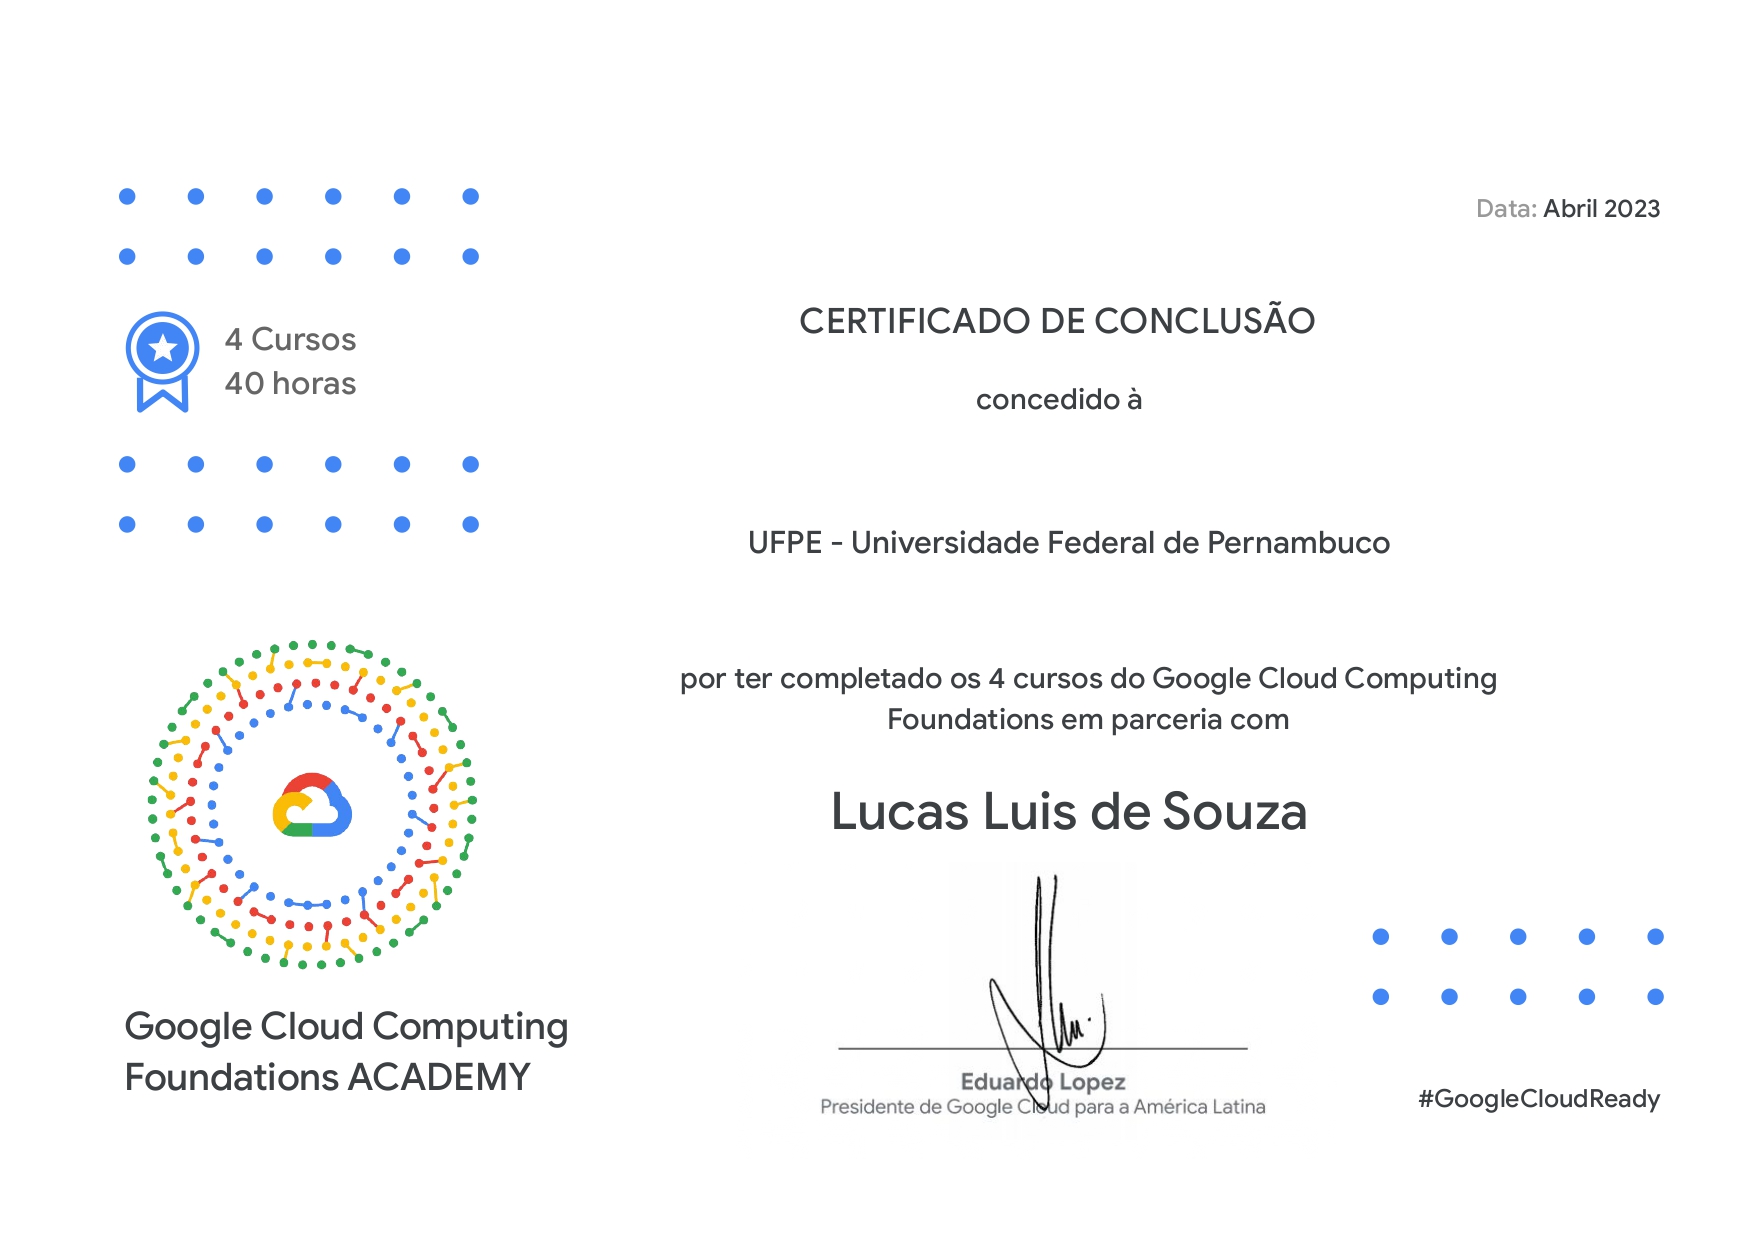 Data: Abril 2023
4 Cursos
40 horas
CERTIFICADO DE CONCLUSÃO
concedido à
UFPE - Universidade Federal de Pernambuco
por ter completado os 4 cursos do Google Cloud Computing
Foundations em parceria com
Lucas Luis de Souza
Google Cloud Computing
Foundations ACADEMY
Eduardo Lopez
Presidente de Google Cloud para a América Latina
#GoogleCloudReady